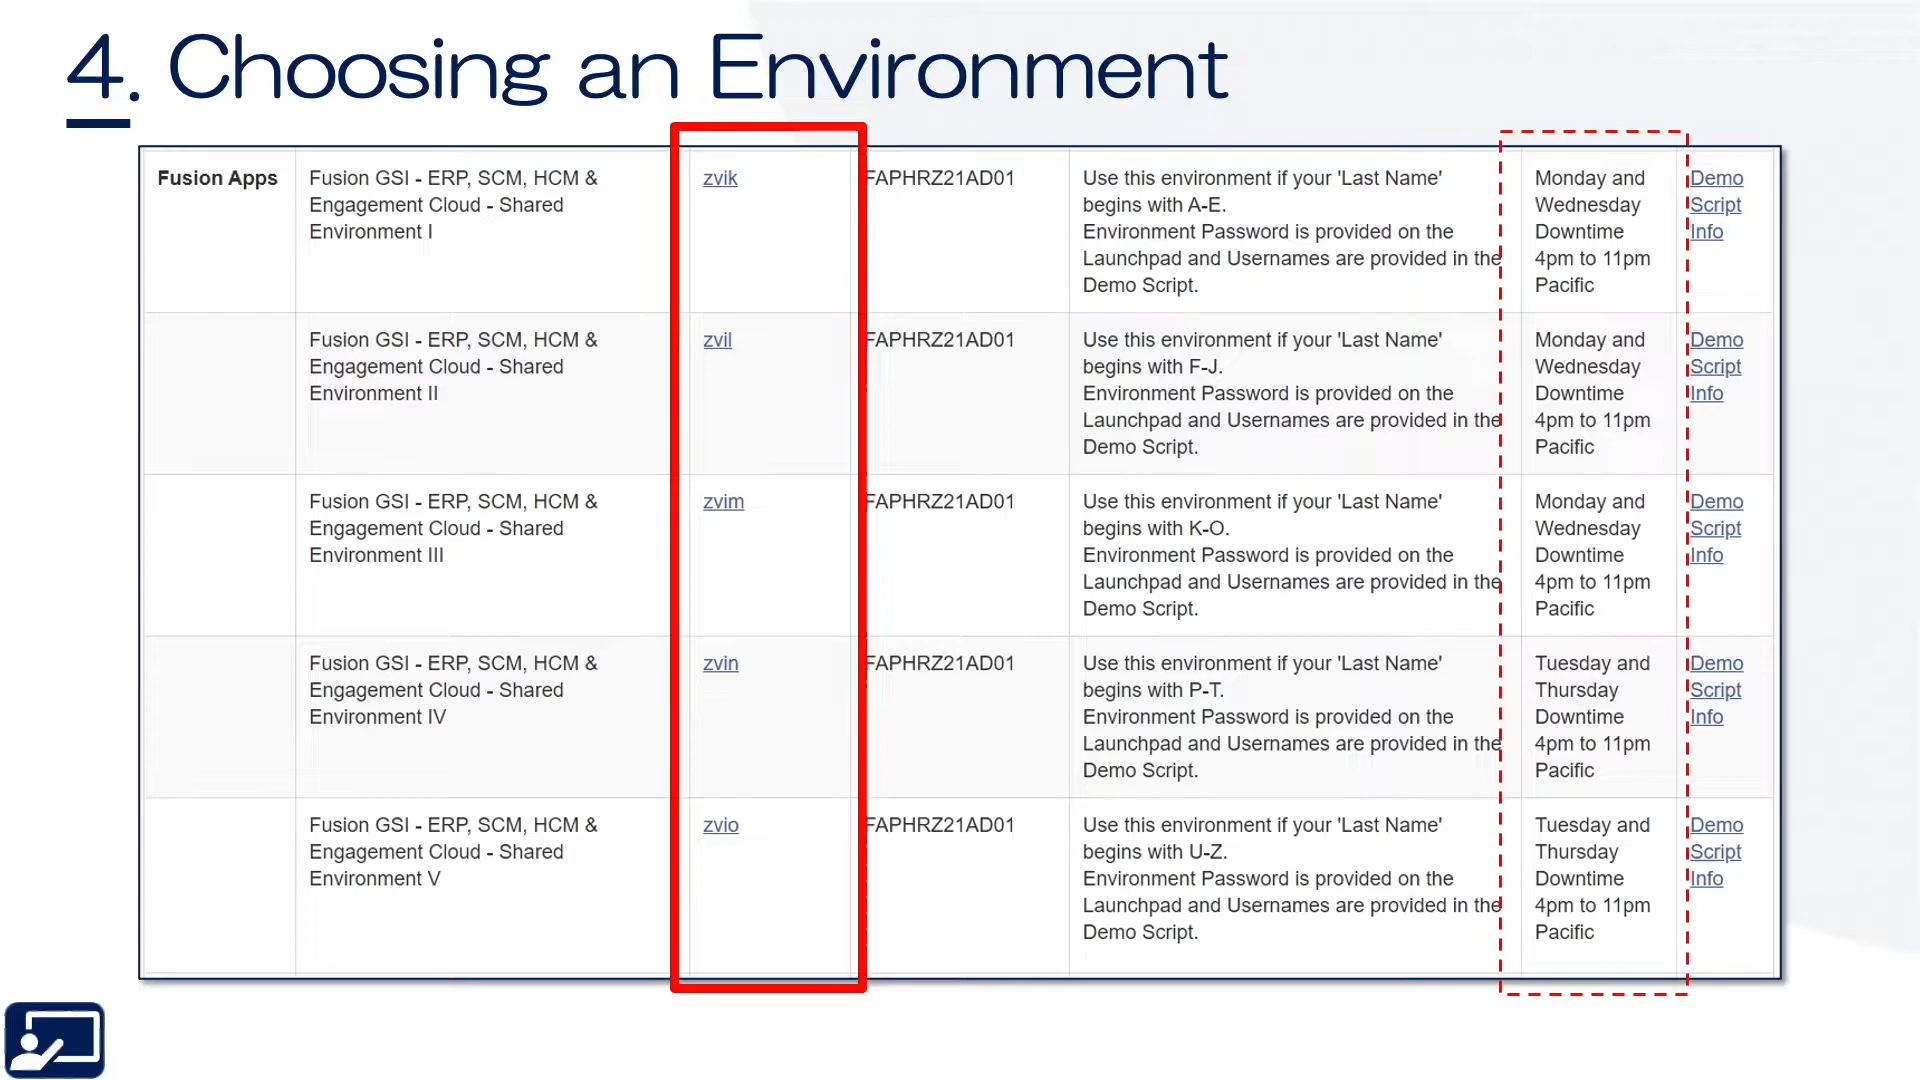 4. Choosing an Environment
Fusion Apps
Fusion GSI - ERP, SCM, HCM &
Engagement Cloud - Shared
Environment I
zvik
FAPHRZ21AD01
Use this environment if your 'Last Name'
begins with A-E.
Environment Password is provided on the
Launchpad and Usernames are provided in the
Demo Script.
Monday and
Wednesday
Downtime
4pm to 11pm
Pacific
Demo
Script
Info
Fusion GSI - ERP, SCM, HCM &
Engagement Cloud - Shared
Environment II
zvil
FAPHRZ21AD01
Use this environment if your 'Last Name'
begins with F-J.
Environment Password is provided on the
Launchpad and Usernames are provided in the
Demo Script.
Monday and
Wednesday
Downtime
4pm to 11pm
Pacific
Demo
Script
Info
Fusion GSI - ERP, SCM, HCM &
Engagement Cloud - Shared
Environment III
zvim
FAPHRZ21AD01
Use this environment if your 'Last Name'
begins with K-O.
Environment Password is provided on the
Launchpad and Usernames are provided in the
Demo Script.
Monday and
Wednesday
Downtime
4pm to 11pm
Pacific
Demo
Script
Info
Fusion GSI - ERP, SCM, HCM &
Engagement Cloud - Shared
Environment IV
zvin
FAPHRZ21AD01
Use this environment if your 'Last Name'
begins with P-T.
Environment Password is provided on the
Launchpad and Usernames are provided in the
Demo Script.
Tuesday and
Thursday
Downtime
4pm to 11pm
Pacific
Demo
Script
Info
Fusion GSI - ERP, SCM, HCM &
Engagement Cloud - Shared
Environment V
zvio
FAPHRZ21AD01
Use this environment if your 'Last Name'
begins with U-Z.
Environment Password is provided on the
Launchpad and Usernames are provided in the
Demo Script.
Tuesday and
Thursday
Downtime
4pm to 11pm
Pacific
Demo
Script
Info